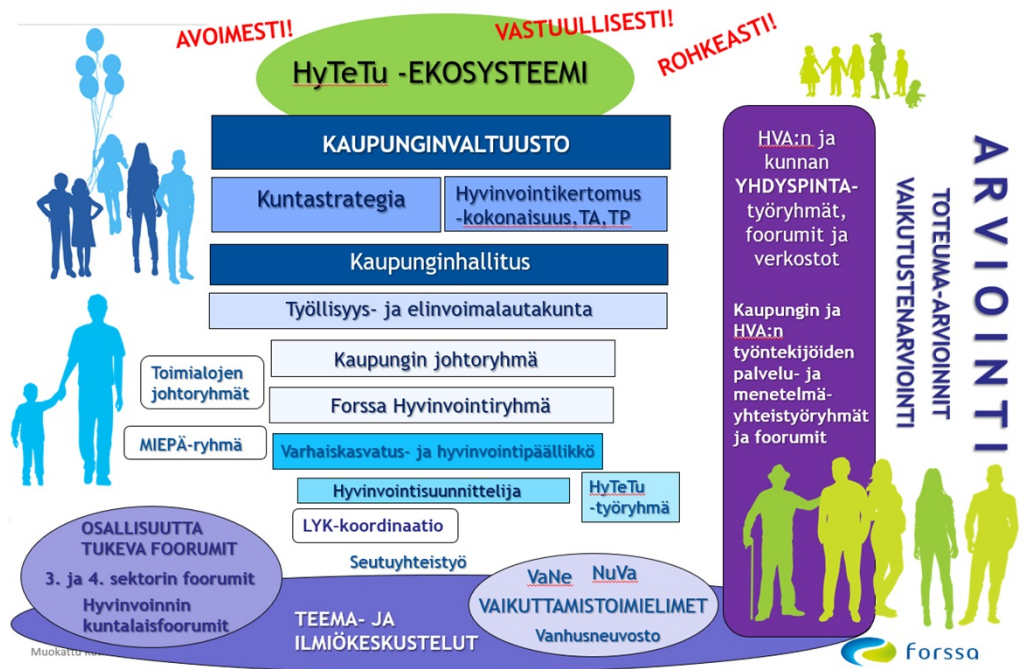 AVOIMESTI!
VASTUULLISESTI!
ROHKEASTI!
HyTeTu -EKOSYSTEEMI
KAUPUNGINVALTUUSTO
Kuntastrategia
Hyvinvointikertomus
-kokonaisuus,TA,TP
Kaupunginhallitus
Työllisyys- ja elinvoimalautakunta
Kaupungin johtoryhmä
Toimialojen
johtoryhmät
Forssa Hyvinvointiryhmä
MIEPÄ-ryhmä
Varhaiskasvatus- ja hyvinvointipäällikkö
Hyvinvointisuunnittelija
HyTeTu
-työryhmä
LYK-koordinaatio
Seutuyhteistyö
OSALLISUUTTA
TUKEVA FOORUMIT
3. ja 4. sektorin foorumit
Hyvinvoinnin
kuntalaisfoorumit
TEEMA- JA
ILMIÖKESKUSTELUT
VaNe NuVa
VAIKUTTAMISTOIMIELIMET
Vanhusneuvosto
HVA:n ja
kunnan
YHDYSPINTA-
työryhmät,
foorumit ja
verkostot
Kaupungin ja
HVA:n
työntekijöiden
palvelu- ja
menetelmä-
yhteistyöryhmät
ja foorumit
ARVIOINTI
TOTEUMA-ARVIOINNIT
VAIKUTUSTENARVIOINTI
Muokattu
Forssa